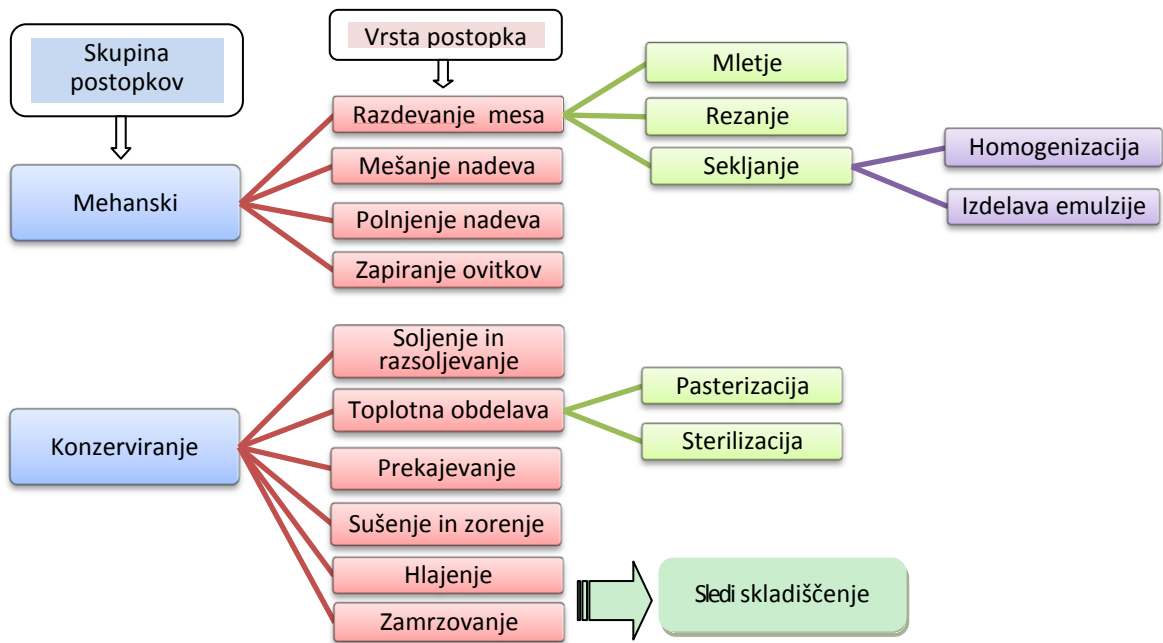 Skupina
postopkov
Vrsta postopka
Mehanski
Razdevanje mesa
Mešanje nadeva
Polnjenje nadeva
Zapiranje ovitkov
Mletje
Rezanje
Sekljanje
Homogenizacija
Izdelava emulzije
Konzerviranje
Soljenje in
razsoljevanje
Toplotna obdelava
Prekajevanje
Sušenje in zorenje
Hlajenje
Zamrzovanje
Pasterizacija
Sterilizacija
Sledi skladiščenje